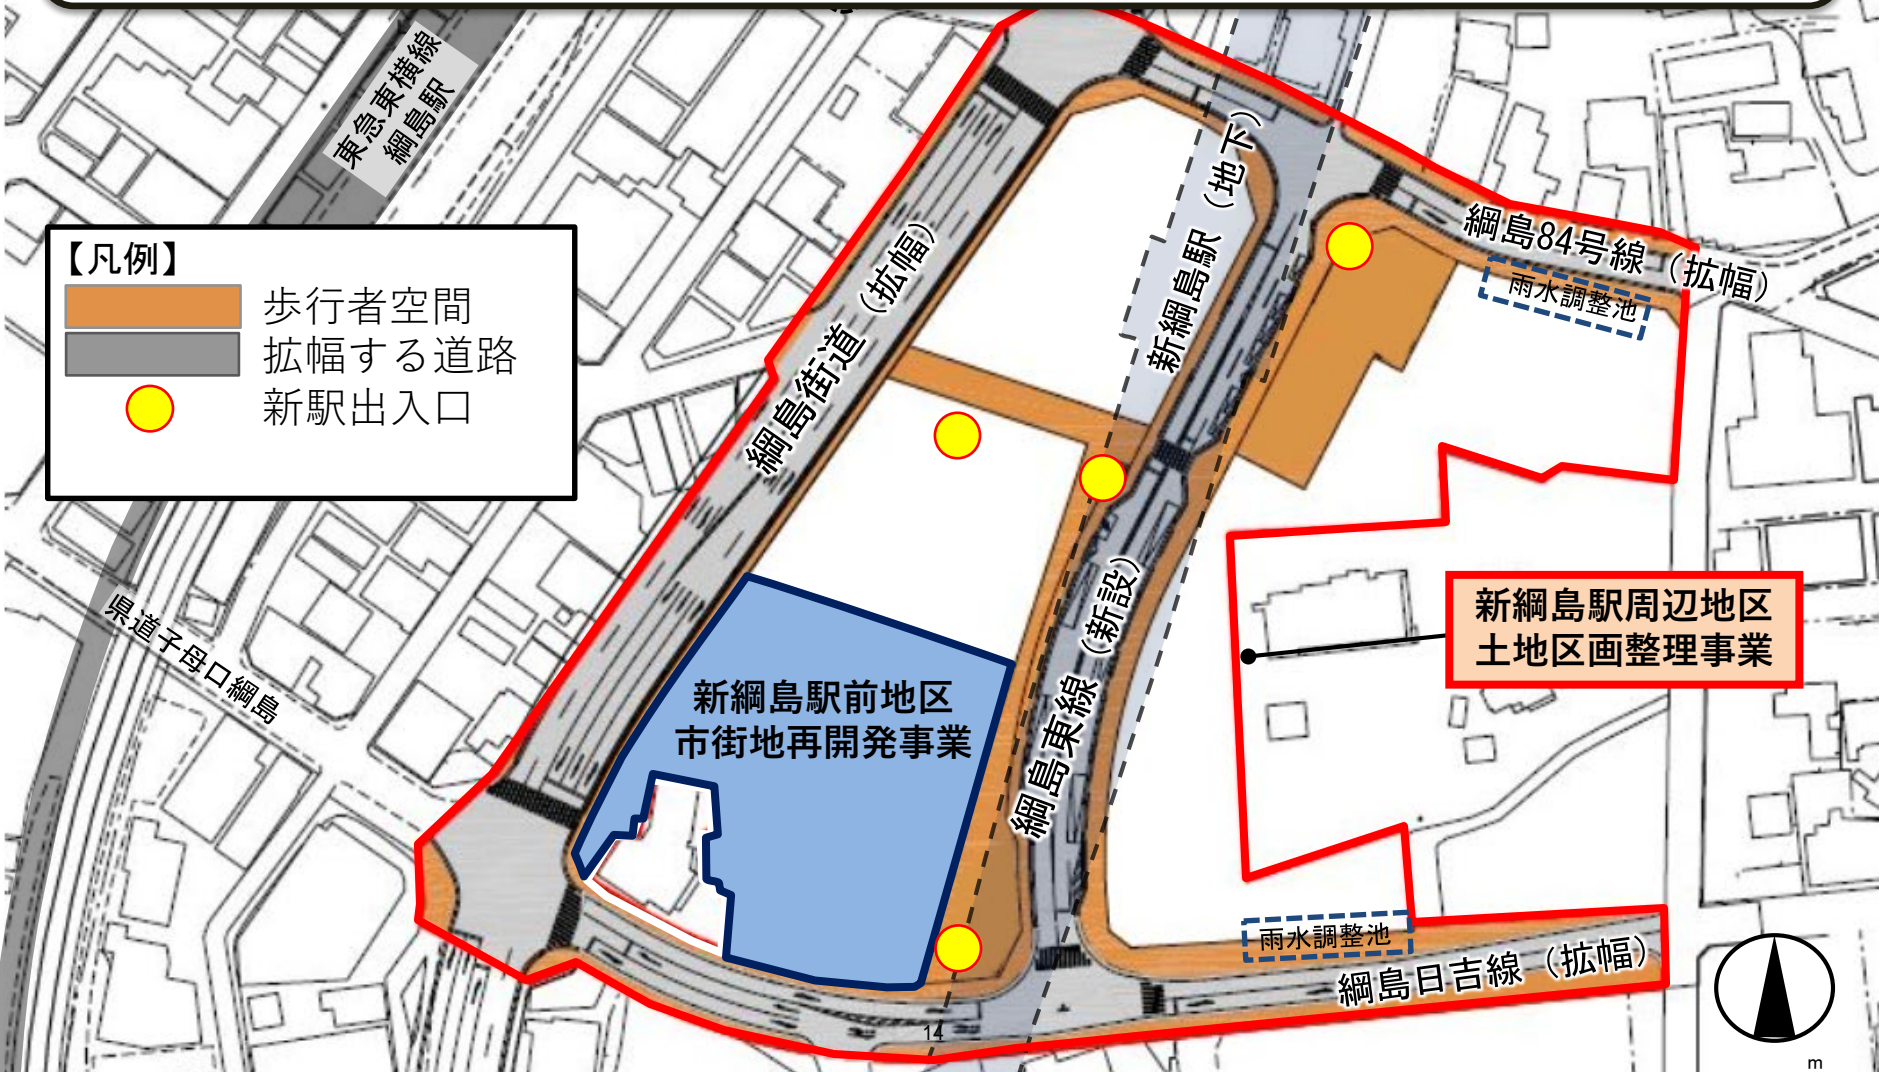 東急東横線
綱島駅
【凡例】
歩行者空間
拡幅する道路
新駅出入口
綱島街道（拡幅）
新綱島駅（地下）
綱島84号線（拡幅）
雨水調整池
県道子母口綱島
新綱島駅前地区
市街地再開発事業
綱島東線（新設）
新綱島駅周辺地区
土地区画整理事業
雨水調整池
綱島日吉線（拡幅）
14
m